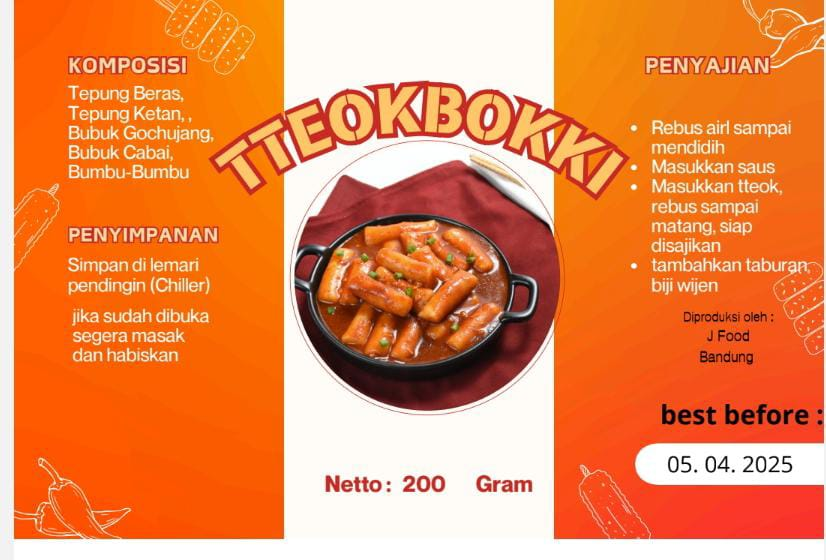 KOMPOSISI
Tepung Beras,
Tepung Ketan, ,
Bubuk Gochujang,
Bubuk Cabai,
Bumbu-Bumbu
PENYIMPANAN
Simpan di lemari
pendingin (Chiller)
jika sudah dibuka
segera masak
dan habiskan
TTEOKBOKKI
Netto : 200 Gram
PENYAJIAN
• Rebus airl sampai
mendidih
• Masukkan saus
• Masukkan tteok,
rebus sampai
matang, siap
disajikan
• tambahkan taburan
biji wijen
Diproduksi oleh :
J Food
Bandung
best before :
05. 04. 2025